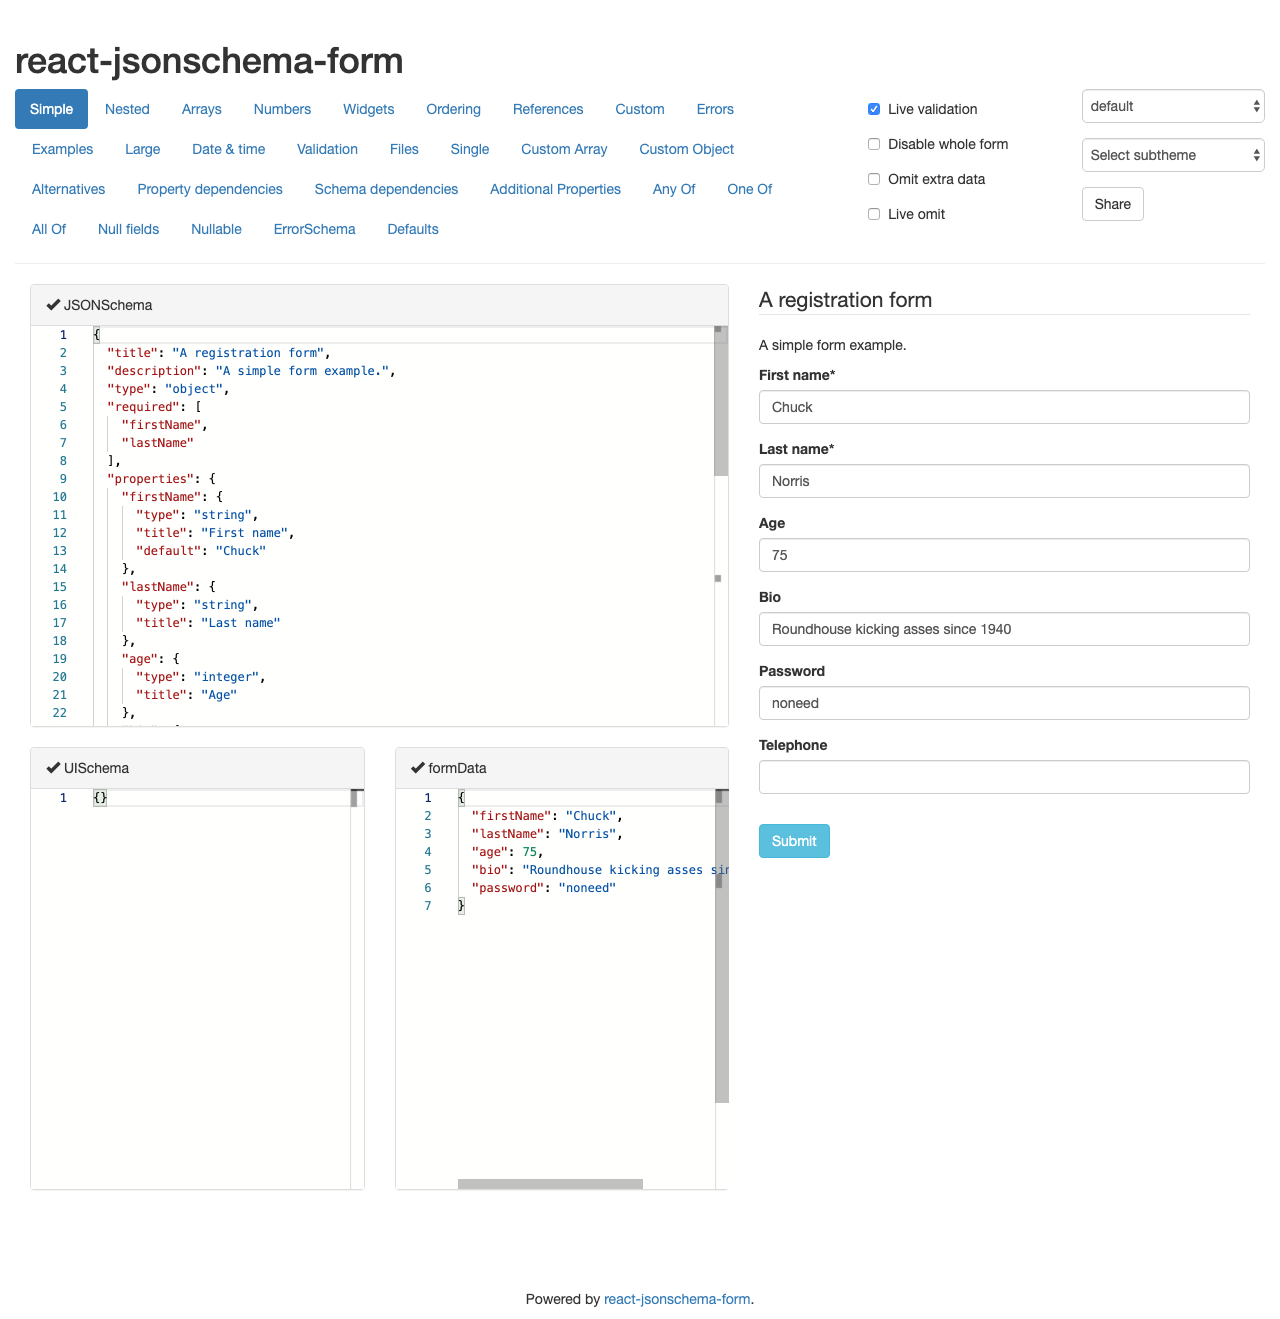 react-jsonschema-form
Simple Nested Arrays Numbers Widgets Ordering References Custom Errors
Examples Large Date & time Validation Files Single Custom Array Custom Object
Alternatives Property dependencies Schema dependencies Additional Properties Any Of One Of
All Of Null fields Nullable ErrorSchema Defaults
Live validation
Disable whole form
Omit extra data
Live omit
default
Select subtheme
Share
JSONSchema
1 {
2 "title": "A registration form",
3 "description": "A simple form example.",
4 "type": "object",
5 "required": [
6 "firstName",
7 "lastName"
8 ],
9 "properties": {
10 "firstName": {
11 "type": "string",
12 "title": "First name",
13 "default": "Chuck"
14 },
15 "lastName": {
16 "type": "string",
17 "title": "Last name"
18 },
19 "age": {
20 "type": "integer",
21 "title": "Age"
22 },
UISchema
1 {}
formData
1 {
2 "firstName": "Chuck",
3 "lastName": "Norris",
4 "age": 75,
5 "bio": "Roundhouse kicking asses sin
6 "password": "noneed"
7 }
A registration form
A simple form example.
First name*
Chuck
Last name*
Norris
Age
75
Bio
Roundhouse kicking asses since 1940
Password
noneed
Telephone
Submit
Powered by react-jsonschema-form.